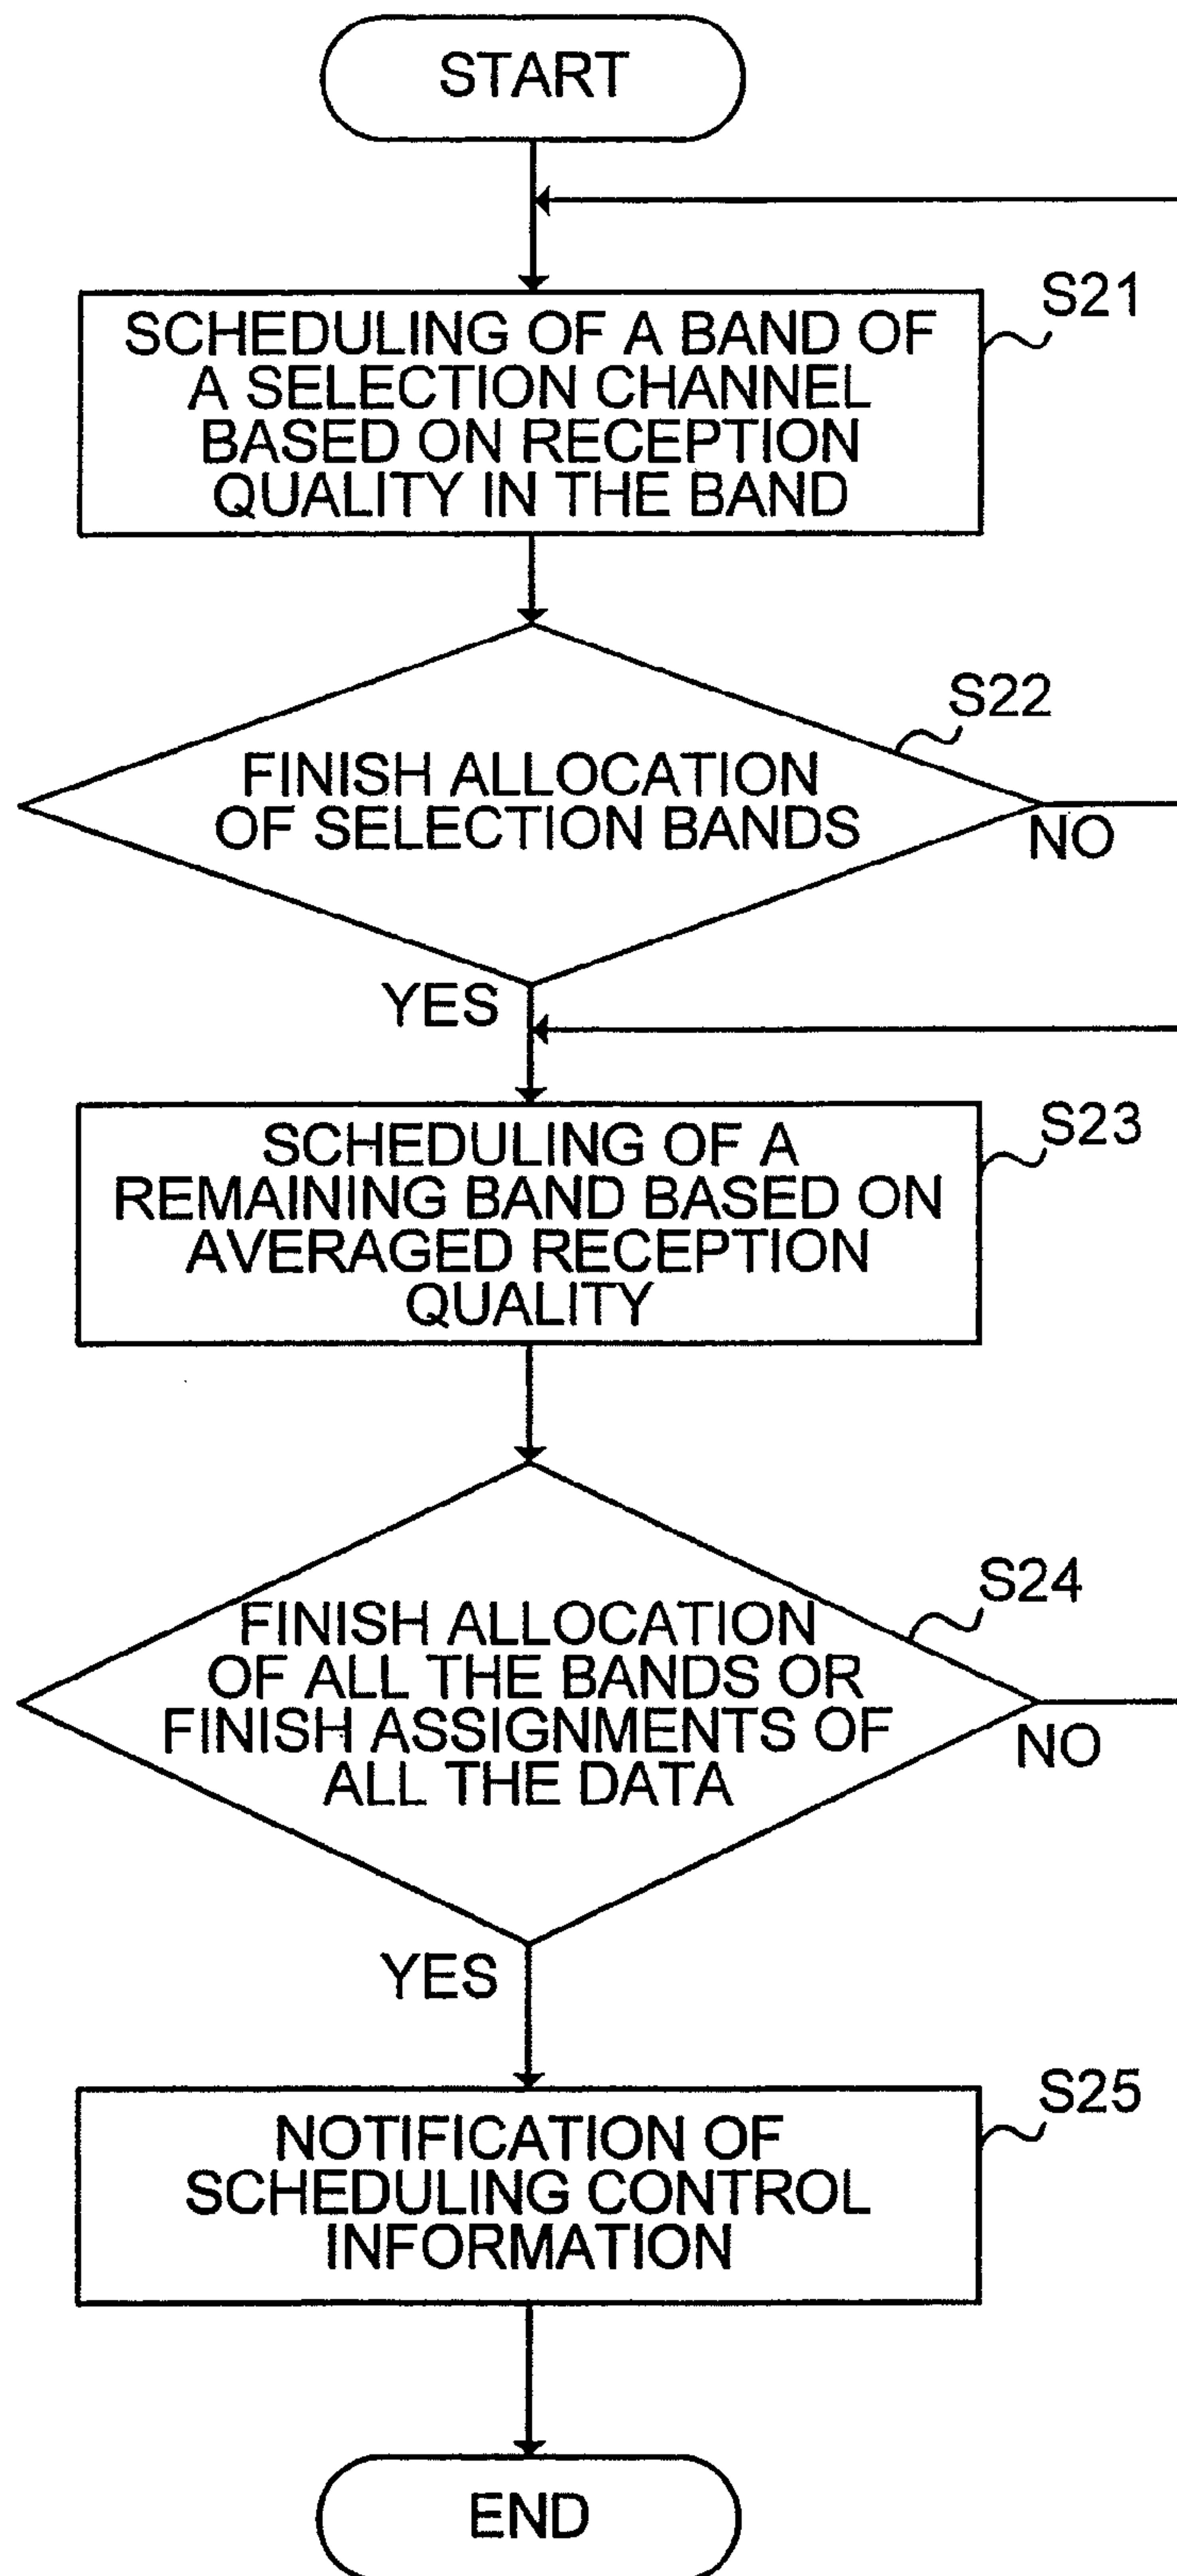 START
S21
SCHEDULING OF A BAND OF
A SELECTION CHANNEL
BASED ON RECEPTION
QUALITY IN THE BAND
S22
FINISH ALLOCATION
OF SELECTION BANDS
NO
YES
S23
SCHEDULING OF A
REMAINING BAND BASED ON
AVERAGED RECEPTION
QUALITY
S24
FINISH ALLOCATION
OF ALL THE BANDS OR
FINISH ASSIGNMENTS OF
ALL THE DATA
NO
YES
S25
NOTIFICATION OF
SCHEDULING CONTROL
INFORMATION
END